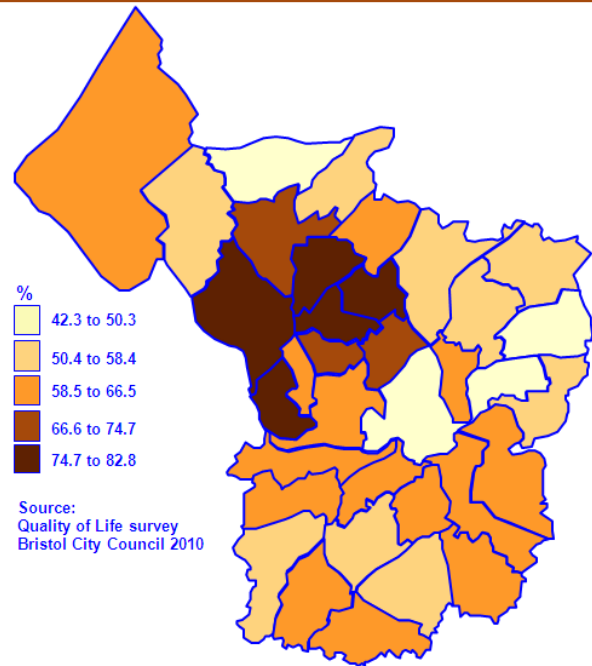 %
42.3 to 50.3
50.4 to 58.4
58.5 to 66.5
66.6 to 74.7
74.7 to 82.8
Source:
Quality of Life survey
Bristol City Council 2010